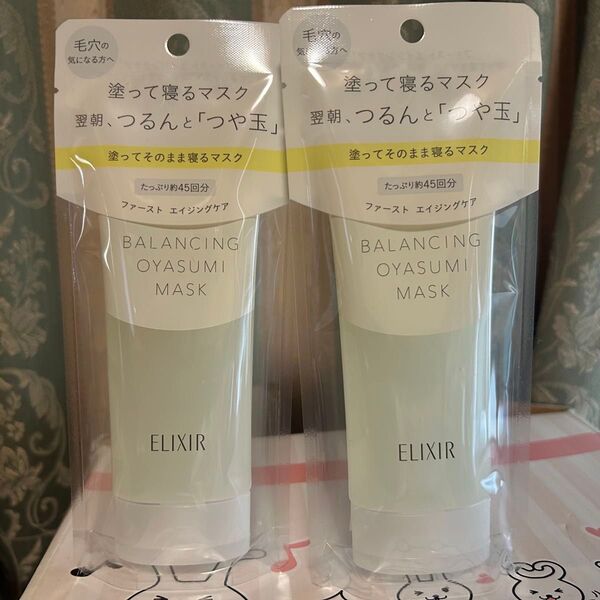 毛穴の
気になる方へ
塗って寝るマスク
翌朝、つるんと「つや玉」
塗ってそのまま寝るマスク
たっぷり約45回分
ファースト エイジングケア
BALANCING
OYASUMI
MASK
ELIXIR
毛穴の
気になる方へ
塗って寝るマスク
翌朝、つるんと「つや玉」
塗ってそのまま寝るマスク
たっぷり約45回分
ファースト エイジングケア
BALANCING
OYASUMI
MASK
ELIXIR